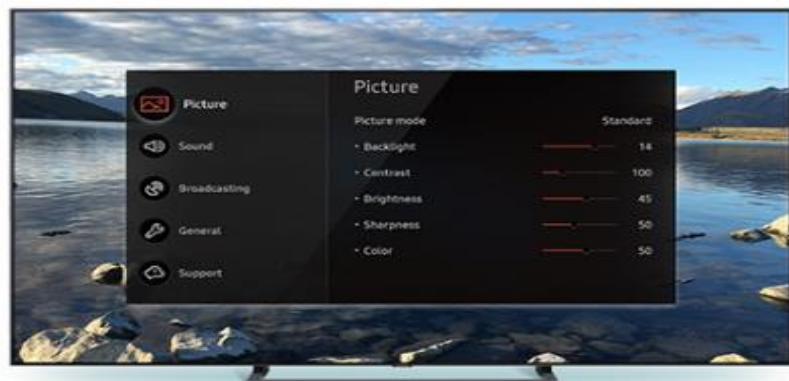 Picture
Sound
Broadcasting
General
Support
Picture
Picture mode Standard
• Backlight 14
• Contrast 100
• Brightness 45
• Sharpness 50
• Color 50